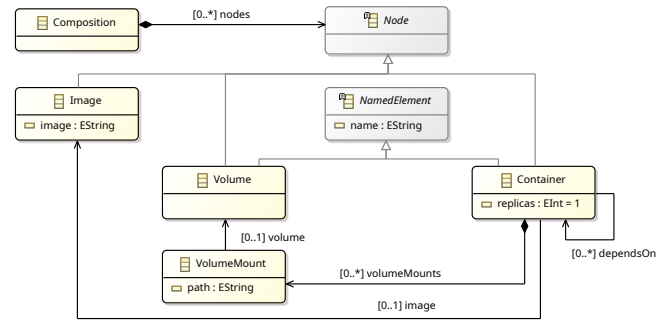 Composition
[0..*] nodes
Node
Image
image : EString
NamedElement
name : EString
Volume
Container
replicas : EInt = 1
[0..1] volume
[0..*] dependsOn
VolumeMount
path : EString
[0..*] volumeMounts
[0..1] image